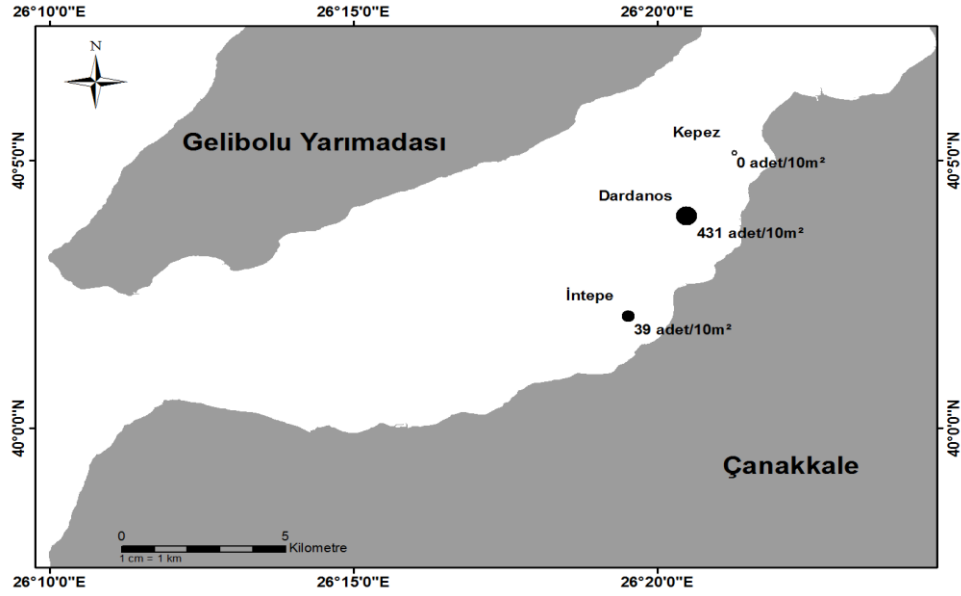 26°10'0"E 26°15'0"E 26°20'0"E
N
Gelibolu Yarımadası
Kepez
0 adet/10m²
40°5'0"N 40°5'0"N
Dardanos
431 adet/10m²
İntepe
39 adet/10m²
40°0'0"N 40°0'0"N
Çanakkale
0 5
Kilometre
1 cm = 1 km
26°10'0"E 26°15'0"E 26°20'0"E